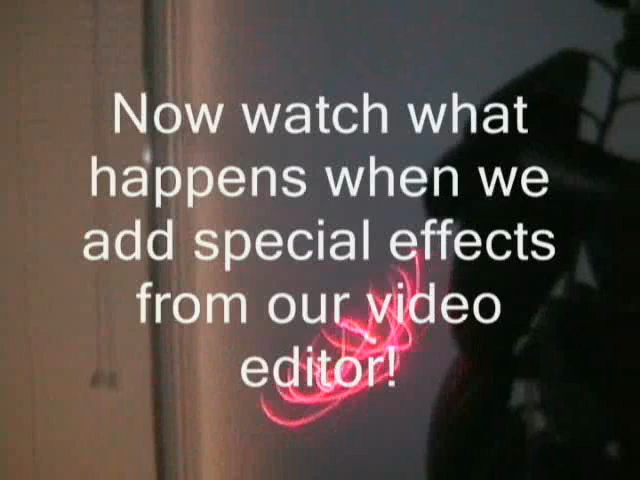 Now watch what
happens when we
add special effects
from our video
editor!